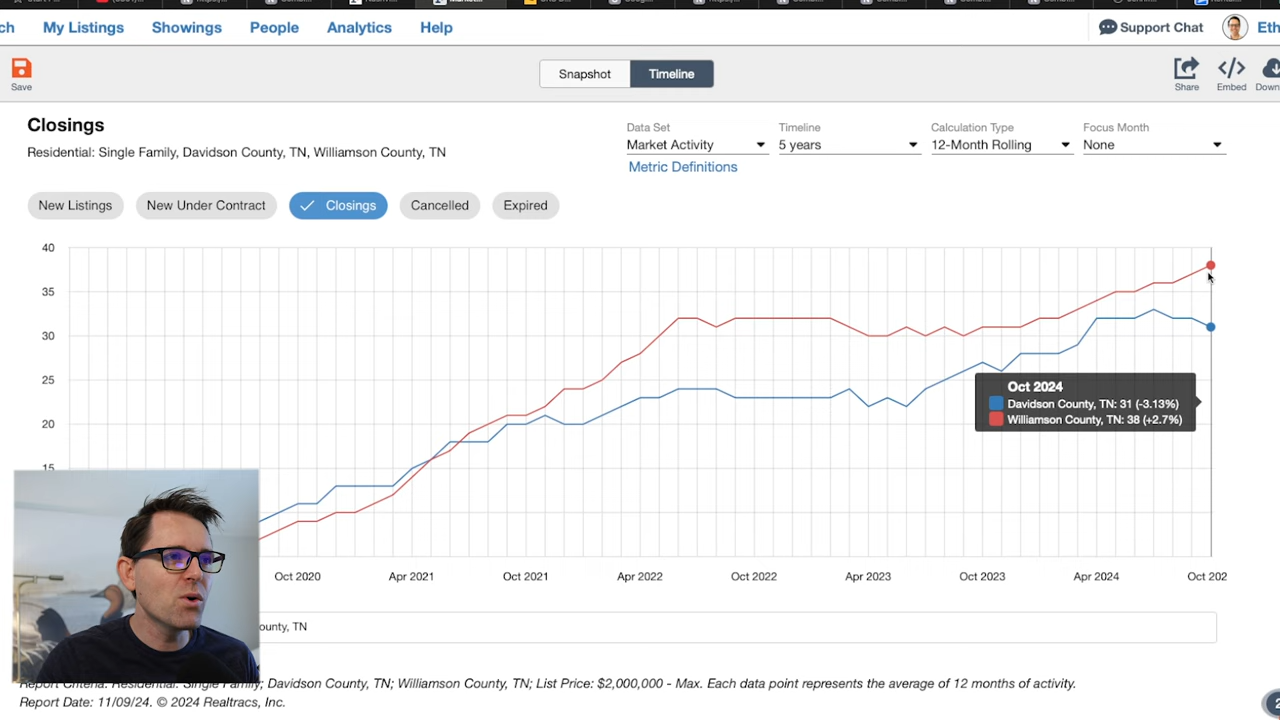 ch My Listings Showings People Analytics Help Support Chat Eth
Save Snapshot Timeline Share Embed Down
Closings
Residential: Single Family, Davidson County, TN, Williamson County, TN
Data Set Timeline Calculation Type Focus Month
Market Activity 5 years 12-Month Rolling None
Metric Definitions
New Listings New Under Contract Closings Cancelled Expired
40
35
30
25
20
15
Oct 2024
Davidson County, TN: 31 (-3.13%)
Williamson County, TN: 38 (+2.7%)
Oct 2020 Apr 2021 Oct 2021 Apr 2022 Oct 2022 Apr 2023 Oct 2023 Apr 2024 Oct 202
ounty, TN
Report Criteria: Residential: Single Family; Davidson County, TN; Williamson County, TN; List Price: $2,000,000 - Max. Each data point represents the average of 12 months of activity.
Report Date: 11/09/24. © 2024 Realtracs, Inc.